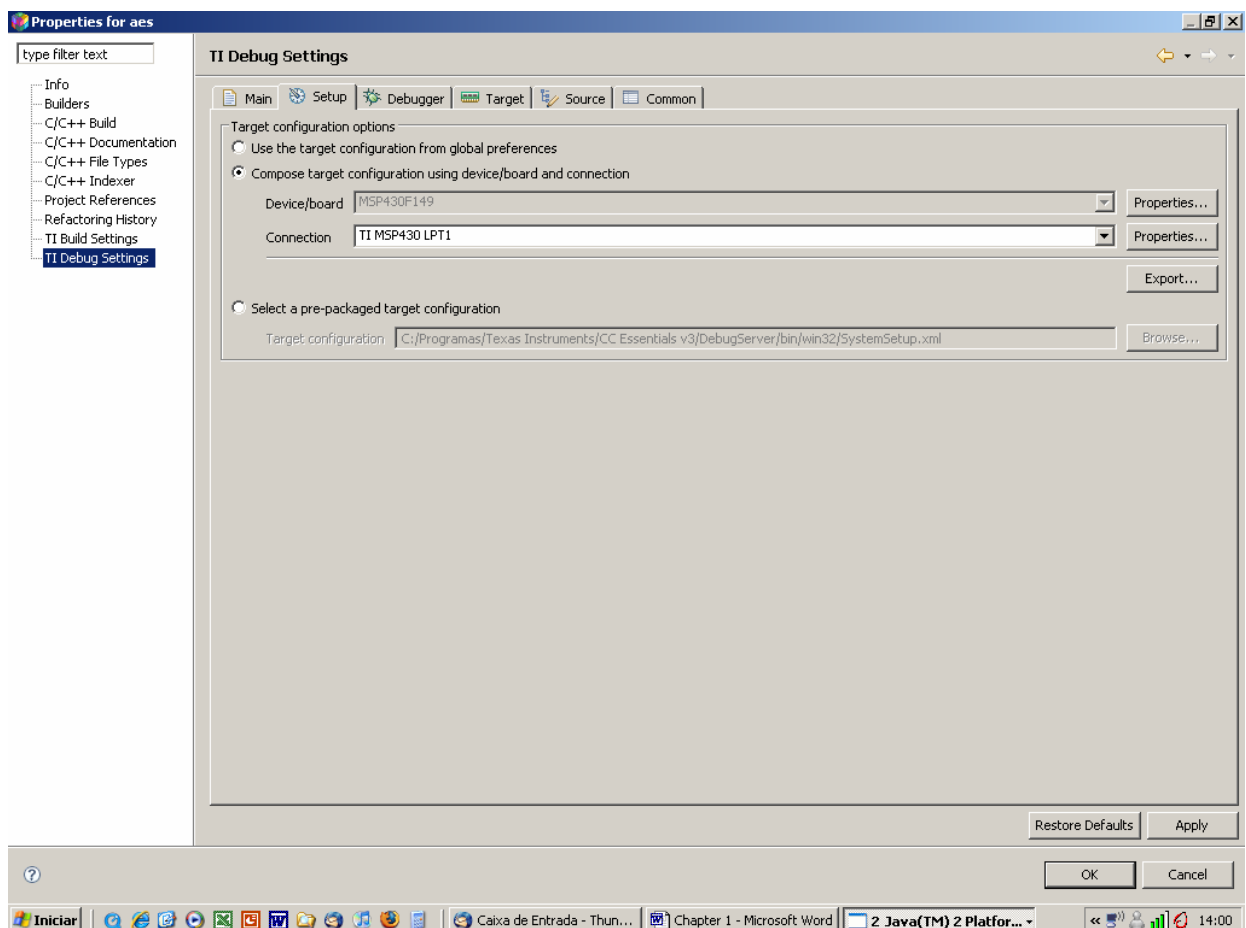 Properties for aes
type filter text
Info
Builders
C/C++ Build
C/C++ Documentation
C/C++ File Types
C/C++ Indexer
Project References
Refactoring History
TI Build Settings
TI Debug Settings
TI Debug Settings
Main Setup Debugger Target Source Common
Target configuration options
Use the target configuration from global preferences
Compose target configuration using device/board and connection
Device/board MSP430F149 Properties...
Connection TI MSP430 LPT1 Properties...
Export...
Select a pre-packaged target configuration
Target configuration C:/Programas/Texas Instruments/CC Essentials v3/DebugServer/bin/win32/SystemSetup.xml Browse...
Restore Defaults Apply
OK Cancel
Iniciar Caixa de Entrada - Thun... Chapter 1 - Microsoft Word 2 Java(TM) 2 Platfor... 14:00